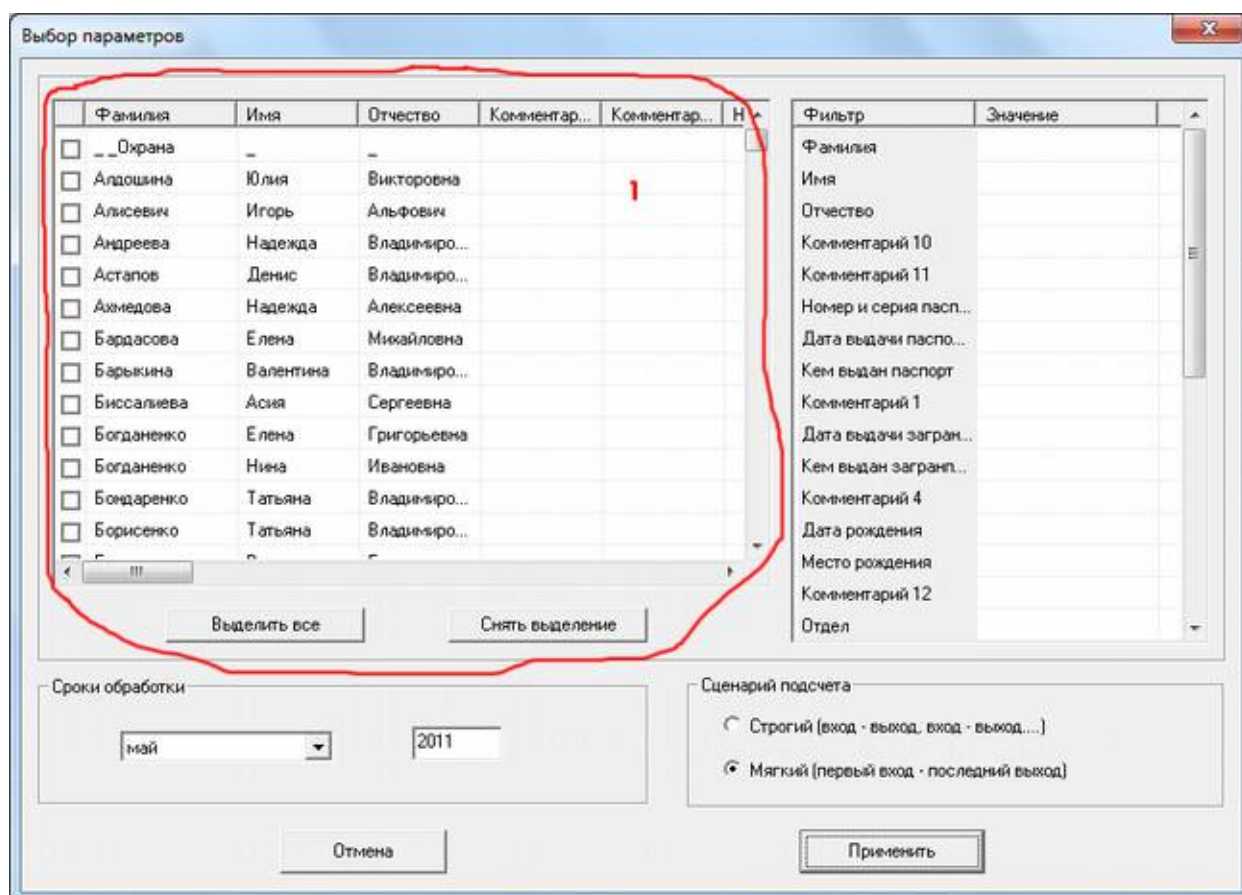 Выбор параметров
Фамилия Имя Отчество Комментар... Комментар... Н
_ _Охрана _ _
Алдошина Юлия Викторовна
Алисевич Игорь Альфович
Андреева Надежда Владимиро...
Астапов Денис Владимиро...
Ахмедова Надежда Алексеевна
Бардасова Елена Михайловна
Барыкина Валентина Владимиро...
Биссалиева Асия Сергеевна
Богданенко Елена Григорьевна
Богданенко Нина Ивановна
Бондаренко Татьяна Владимиро...
Борисенко Татьяна Владимиро...
1
Выделить все Снять выделение
Фильтр Значение
Фамилия
Имя
Отчество
Комментарий 10
Комментарий 11
Номер и серия пасп...
Дата выдачи паспо...
Кем выдан паспорт
Комментарий 1
Дата выдачи загран...
Кем выдан загранп...
Комментарий 4
Дата рождения
Место рождения
Комментарий 12
Отдел
Сроки обработки
май 2011
Сценарий подсчета
Строгий (вход - выход, вход - выход....)
Мягкий (первый вход - последний выход)
Отмена Применить